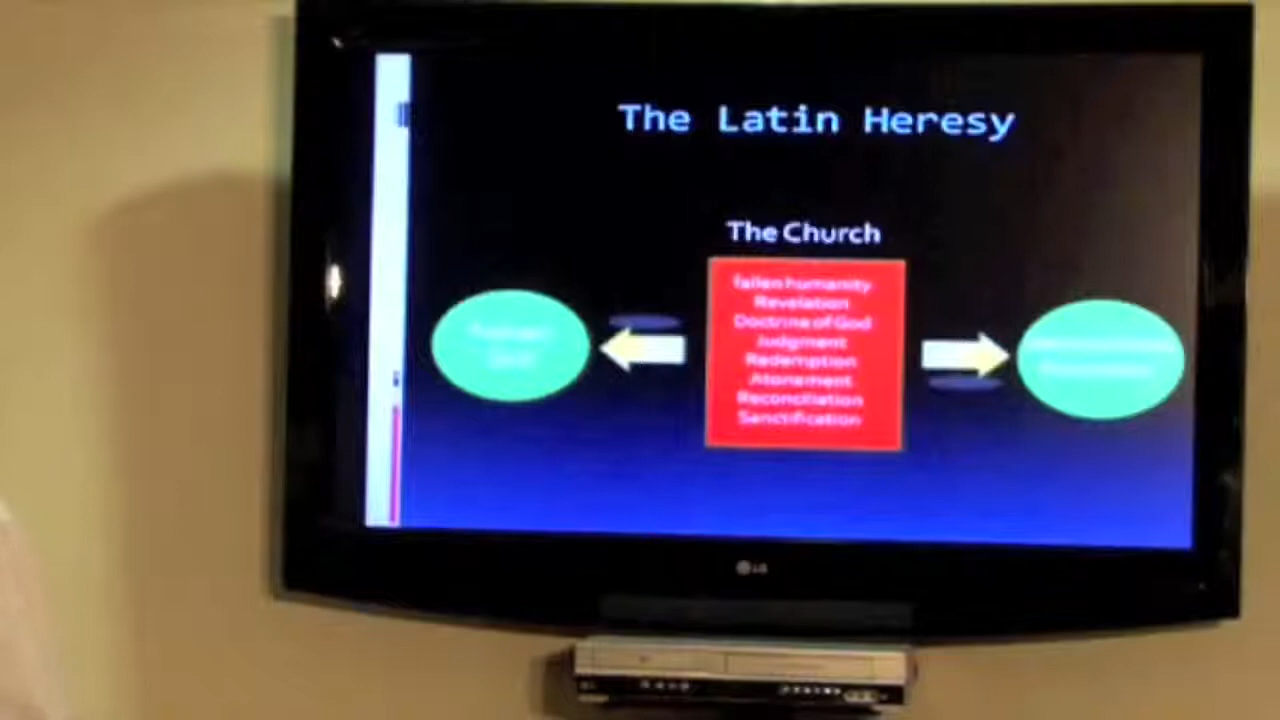 The Latin Heresy
The Church
fallen humanity
Revelation
Doctrine of God
Judgment
Redemption
Atonement
Reconciliation
Sanctification
LG